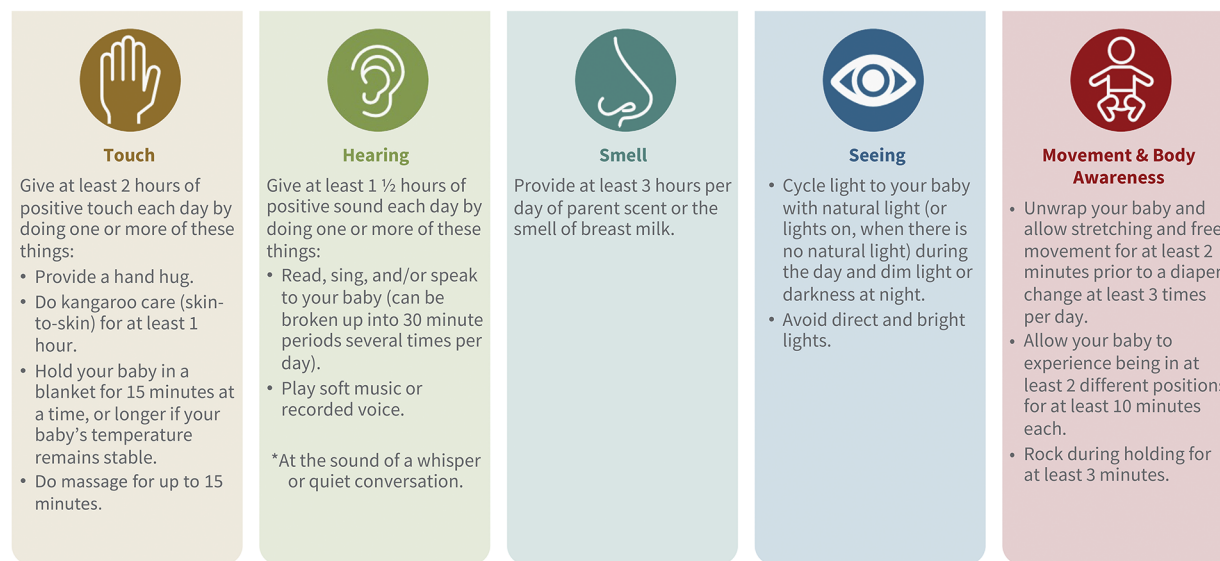 Touch
Give at least 2 hours of
positive touch each day by
doing one or more of these
things:
• Provide a hand hug.
• Do kangaroo care (skin-
to-skin) for at least 1
hour.
• Hold your baby in a
blanket for 15 minutes at
a time, or longer if your
baby’s temperature
remains stable.
• Do massage for up to 15
minutes.
Hearing
Give at least 1 ½ hours of
positive sound each day by
doing one or more of these
things:
• Read, sing, and/or speak
to your baby (can be
broken up into 30 minute
periods several times per
day).
• Play soft music or
recorded voice.
*At the sound of a whisper
or quiet conversation.
Smell
Provide at least 3 hours per
day of parent scent or the
smell of breast milk.
Seeing
• Cycle light to your baby
with natural light (or
lights on, when there is
no natural light) during
the day and dim light or
darkness at night.
• Avoid direct and bright
lights.
Movement & Body
Awareness
• Unwrap your baby and
allow stretching and free
movement for at least 2
minutes prior to a diaper
change at least 3 times
per day.
• Allow your baby to
experience being in at
least 2 different positions
for at least 10 minutes
each.
• Rock during holding for
at least 3 minutes.